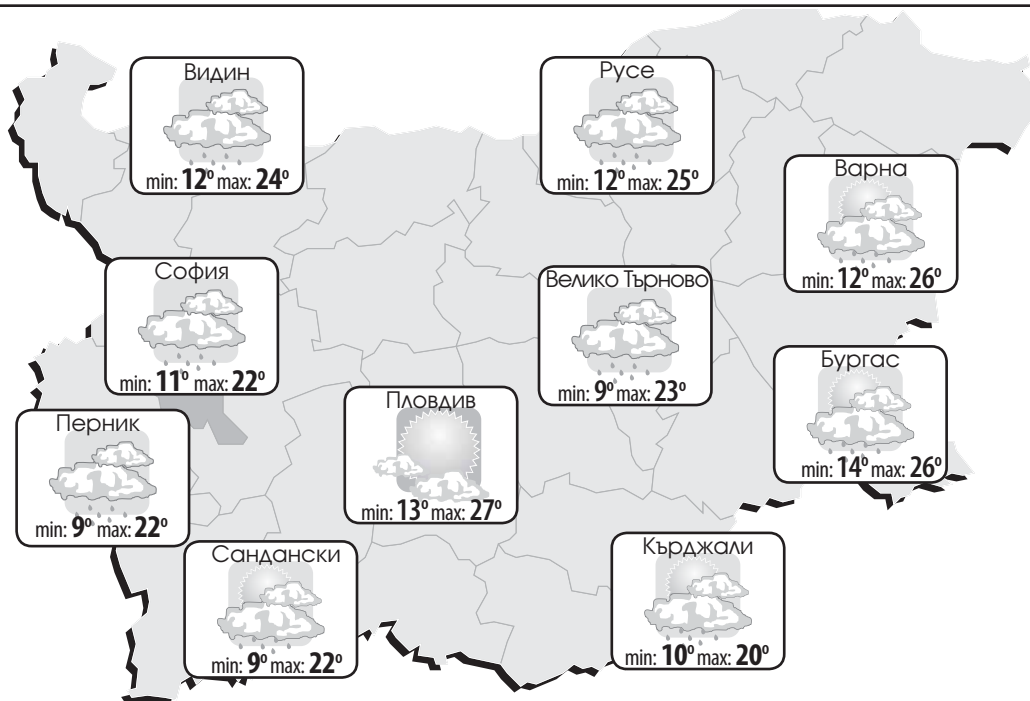 Видин
min: 12° max: 24°
Русе
min: 12° max: 25°
Варна
min: 12° max: 26°
София
min: 11° max: 22°
Велико Търново
min: 9° max: 23°
Бургас
min: 14° max: 26°
Пловдив
min: 13° max: 27°
Перник
min: 9° max: 22°
Сандански
min: 9° max: 22°
Кърджали
min: 10° max: 20°